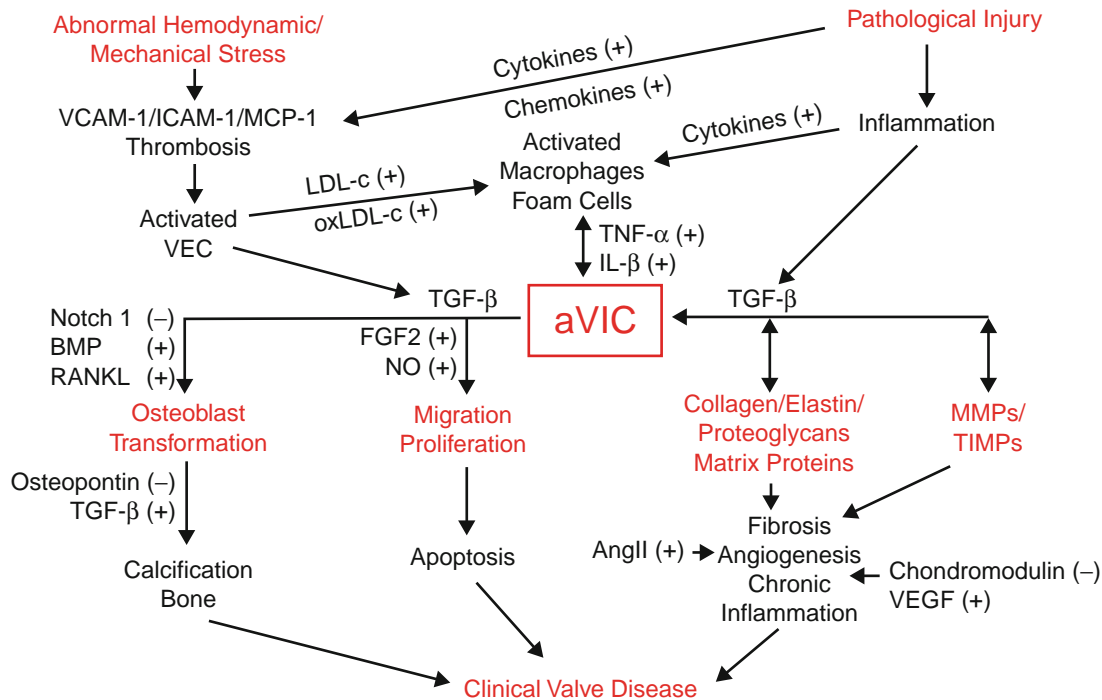 Abnormal Hemodynamic/
Mechanical Stress
Pathological Injury
Cytokines (+)
Chemokines (+)
VCAM-1/ICAM-1/MCP-1
Thrombosis
Activated
Macrophages
Foam Cells
Cytokines (+)
Inflammation
LDL-c (+)
oxLDL-c (+)
Activated
VEC
TNF-α (+)
IL-β (+)
TGF-β
aVIC
TGF-β
Notch 1 (–)
BMP (+)
RANKL (+)
FGF2 (+)
NO (+)
Osteoblast
Transformation
Migration
Proliferation
Collagen/Elastin/
Proteoglycans
Matrix Proteins
MMPs/
TIMPs
Osteopontin (–)
TGF-β (+)
Calcification
Bone
Apoptosis
AngII (+)
Fibrosis
Angiogenesis
Chronic
Inflammation
Chondromodulin (–)
VEGF (+)
Clinical Valve Disease